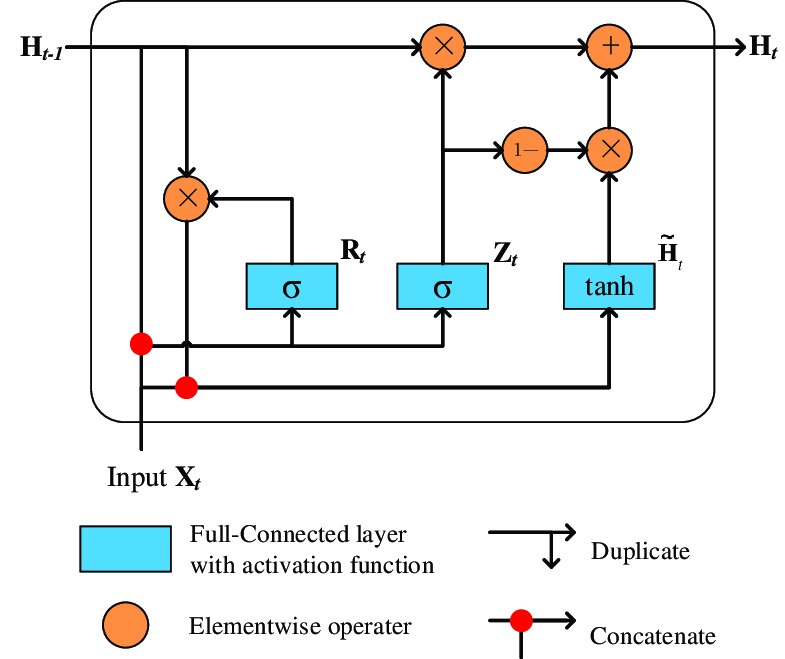 H_{t-1}
×
+
H_t
1−
×
×
R_t
Z_t
H̃_t
σ
σ
tanh
Input X_t
Full-Connected layer
with activation function
Duplicate
Elementwise operater
Concatenate